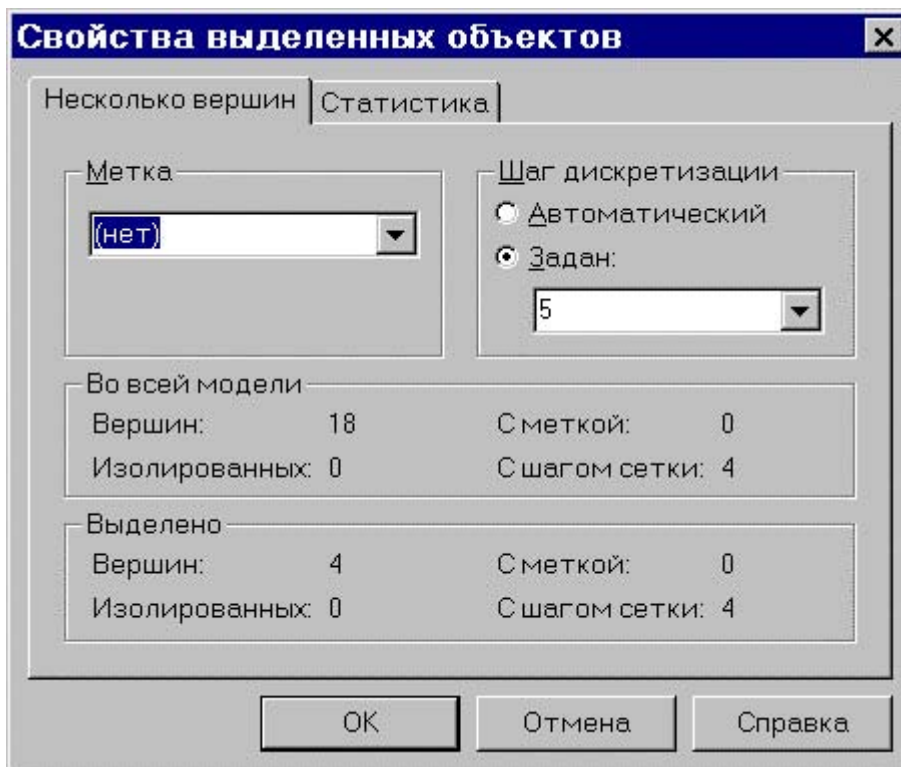 Свойства выделенных объектов
Несколько вершин Статистика
Метка
(нет)
Шаг дискретизации
Автоматический
Задан:
5
Во всей модели
Вершин: 18 С меткой: 0
Изолированных: 0 С шагом сетки: 4
Выделено
Вершин: 4 С меткой: 0
Изолированных: 0 С шагом сетки: 4
OK Отмена Справка